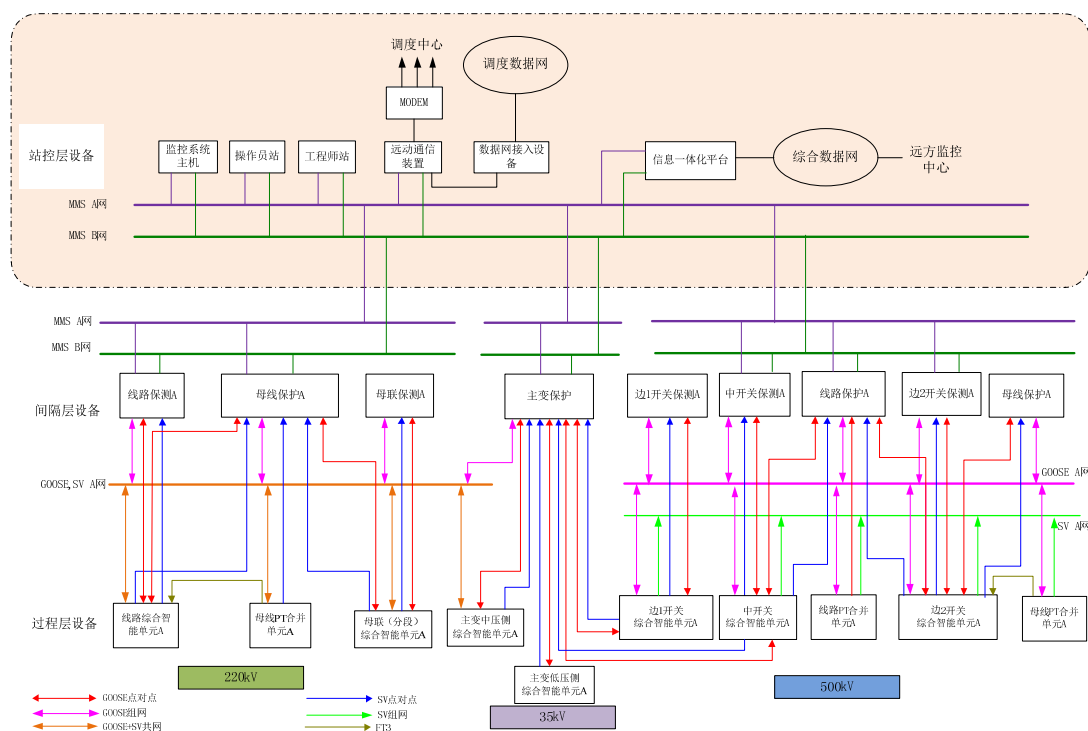 调度中心
调度数据网
MODEM
站控层设备
监控系统
主机
操作员站
工程师站
远动通信
装置
数据网接入设
备
信息一体化平台
综合数据网
远方监控
中心
MMS A网
MMS B网
MMS A网
MMS B网
间隔层设备
线路保测A
母线保护A
母联保测A
主变保护
边1开关保测A
中开关保测A
线路保护A
边2开关保测A
母线保护A
GOOSE,SV A网
GOOSE A网
SV A网
过程层设备
线路综合智
能单元A
母线PT合并
单元A
母联（分段）
综合智能单元A
主变中压侧
综合智能单元A
主变低压侧
综合智能单元A
边1开关
综合智能单元A
中开关
综合智能单元A
线路PT合并
单元A
边2开关
综合智能单元A
母线PT合并
单元A
220kV
35kV
500kV
GOOSE点对点
GOOSE组网
GOOSE+SV共网
SV点对点
SV组网
FT3